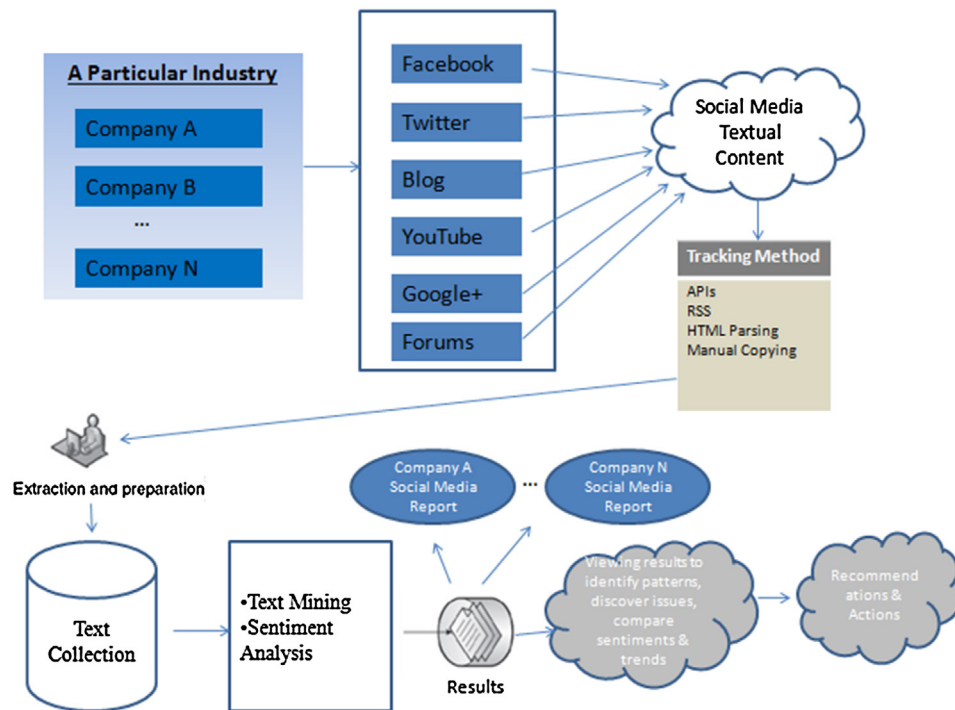 A Particular Industry
Company A
Company B
...
Company N
Facebook
Twitter
Blog
YouTube
Google+
Forums
Social Media
Textual
Content
Tracking Method
APIs
RSS
HTML Parsing
Manual Copying
Extraction and preparation
Text
Collection
•Text Mining
•Sentiment
Analysis
Results
Company A
Social Media
Report
...
Company N
Social Media
Report
Viewing results to
identify patterns,
discover issues,
compare
sentiments &
trends
Recommend
ations &
Actions